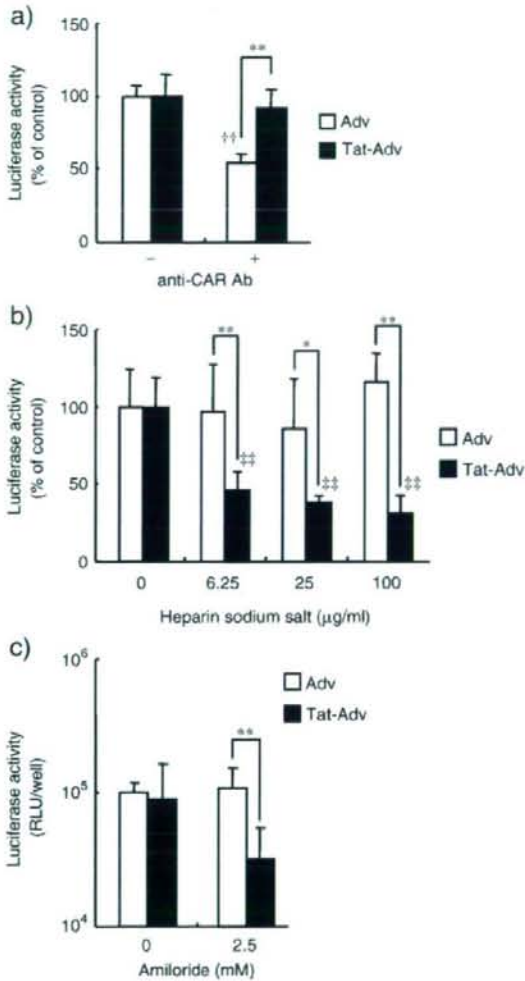 a)
150
100
50
0
Luciferase activity
(% of control)
**
††
Adv
Tat-Adv
− +
anti-CAR Ab
b)
150
100
50
0
Luciferase activity
(% of control)
** * **
‡‡ ‡‡ ‡‡
Adv
Tat-Adv
0 6.25 25 100
Heparin sodium salt (µg/ml)
c)
10⁶
10⁵
10⁴
Luciferase activity
(RLU/well)
Adv
Tat-Adv
**
0 2.5
Amiloride (mM)